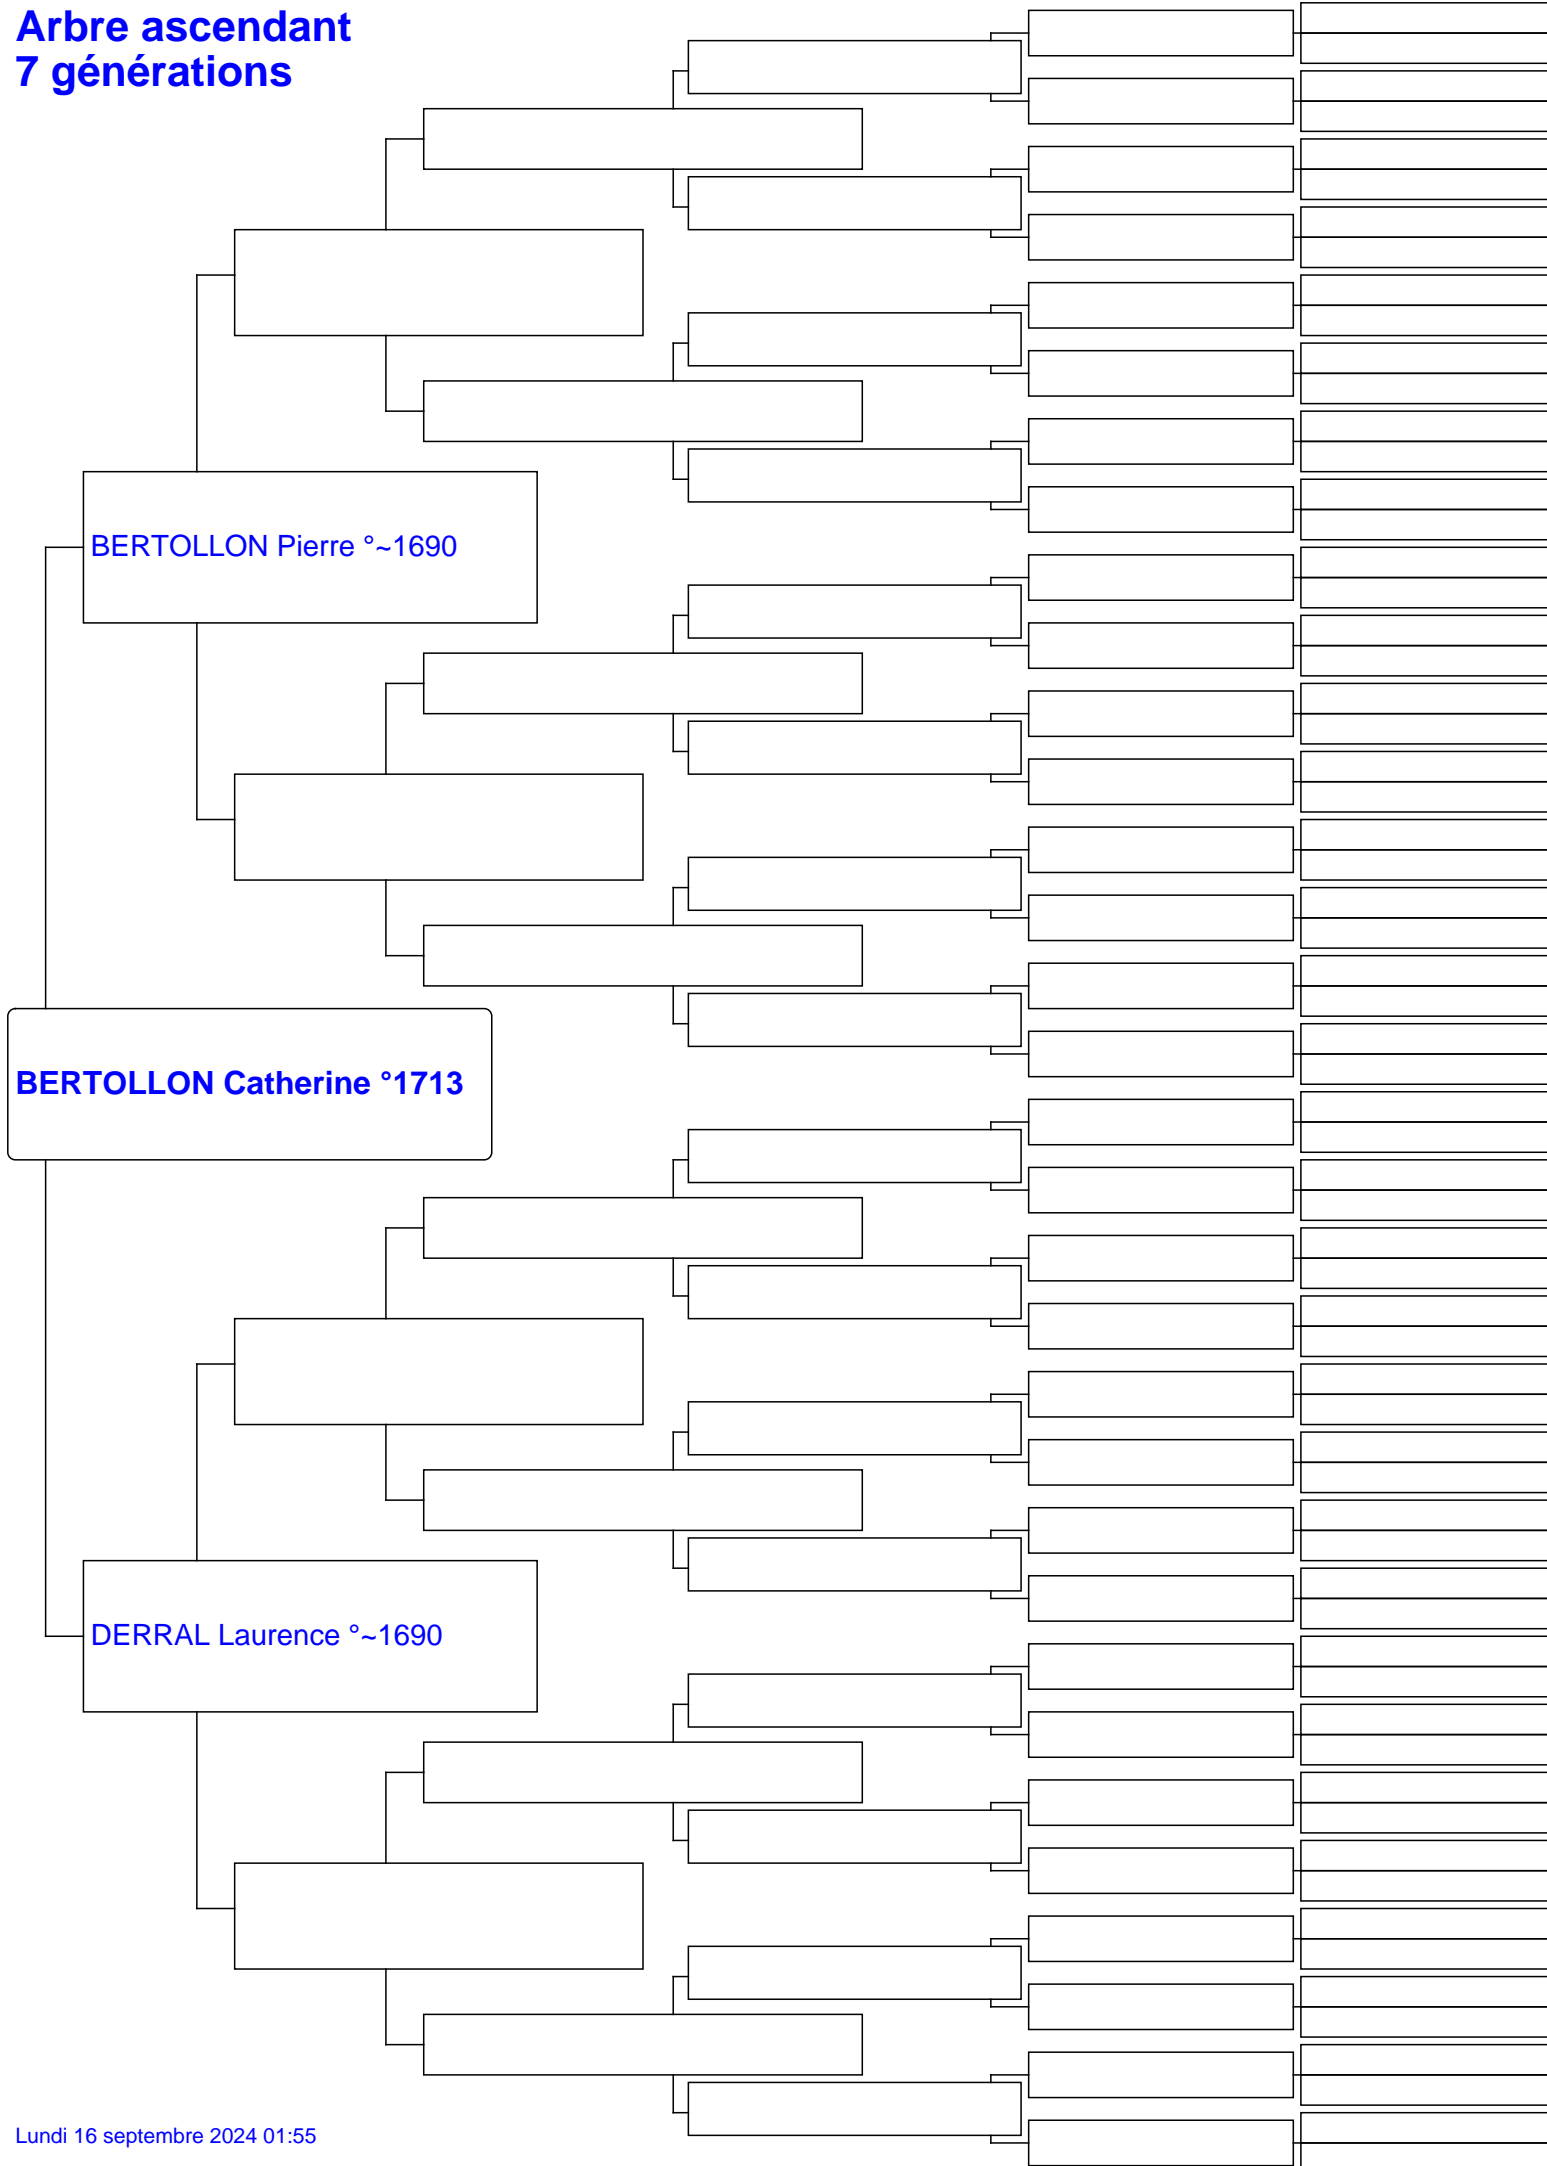 Arbre ascendant
7 générations
BERTOLLON Pierre °~1690
BERTOLLON Catherine °1713
DERRAL Laurence °~1690
Lundi 16 septembre 2024 01:55